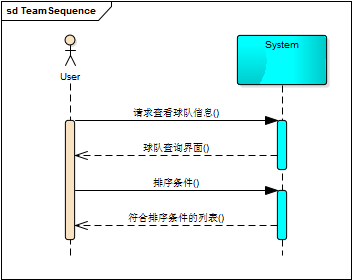 sd TeamSequence
User
System
请求查看球队信息()
球队查询界面()
排序条件()
符合排序条件的列表()